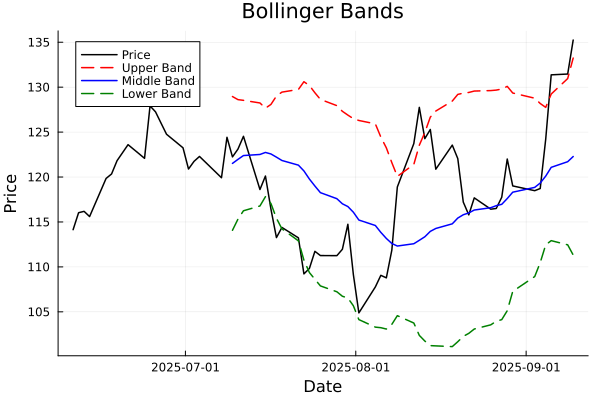 Bollinger Bands
Price
Upper Band
Middle Band
Lower Band
135
130
125
120
115
110
105
Price
2025-07-01
2025-08-01
2025-09-01
Date